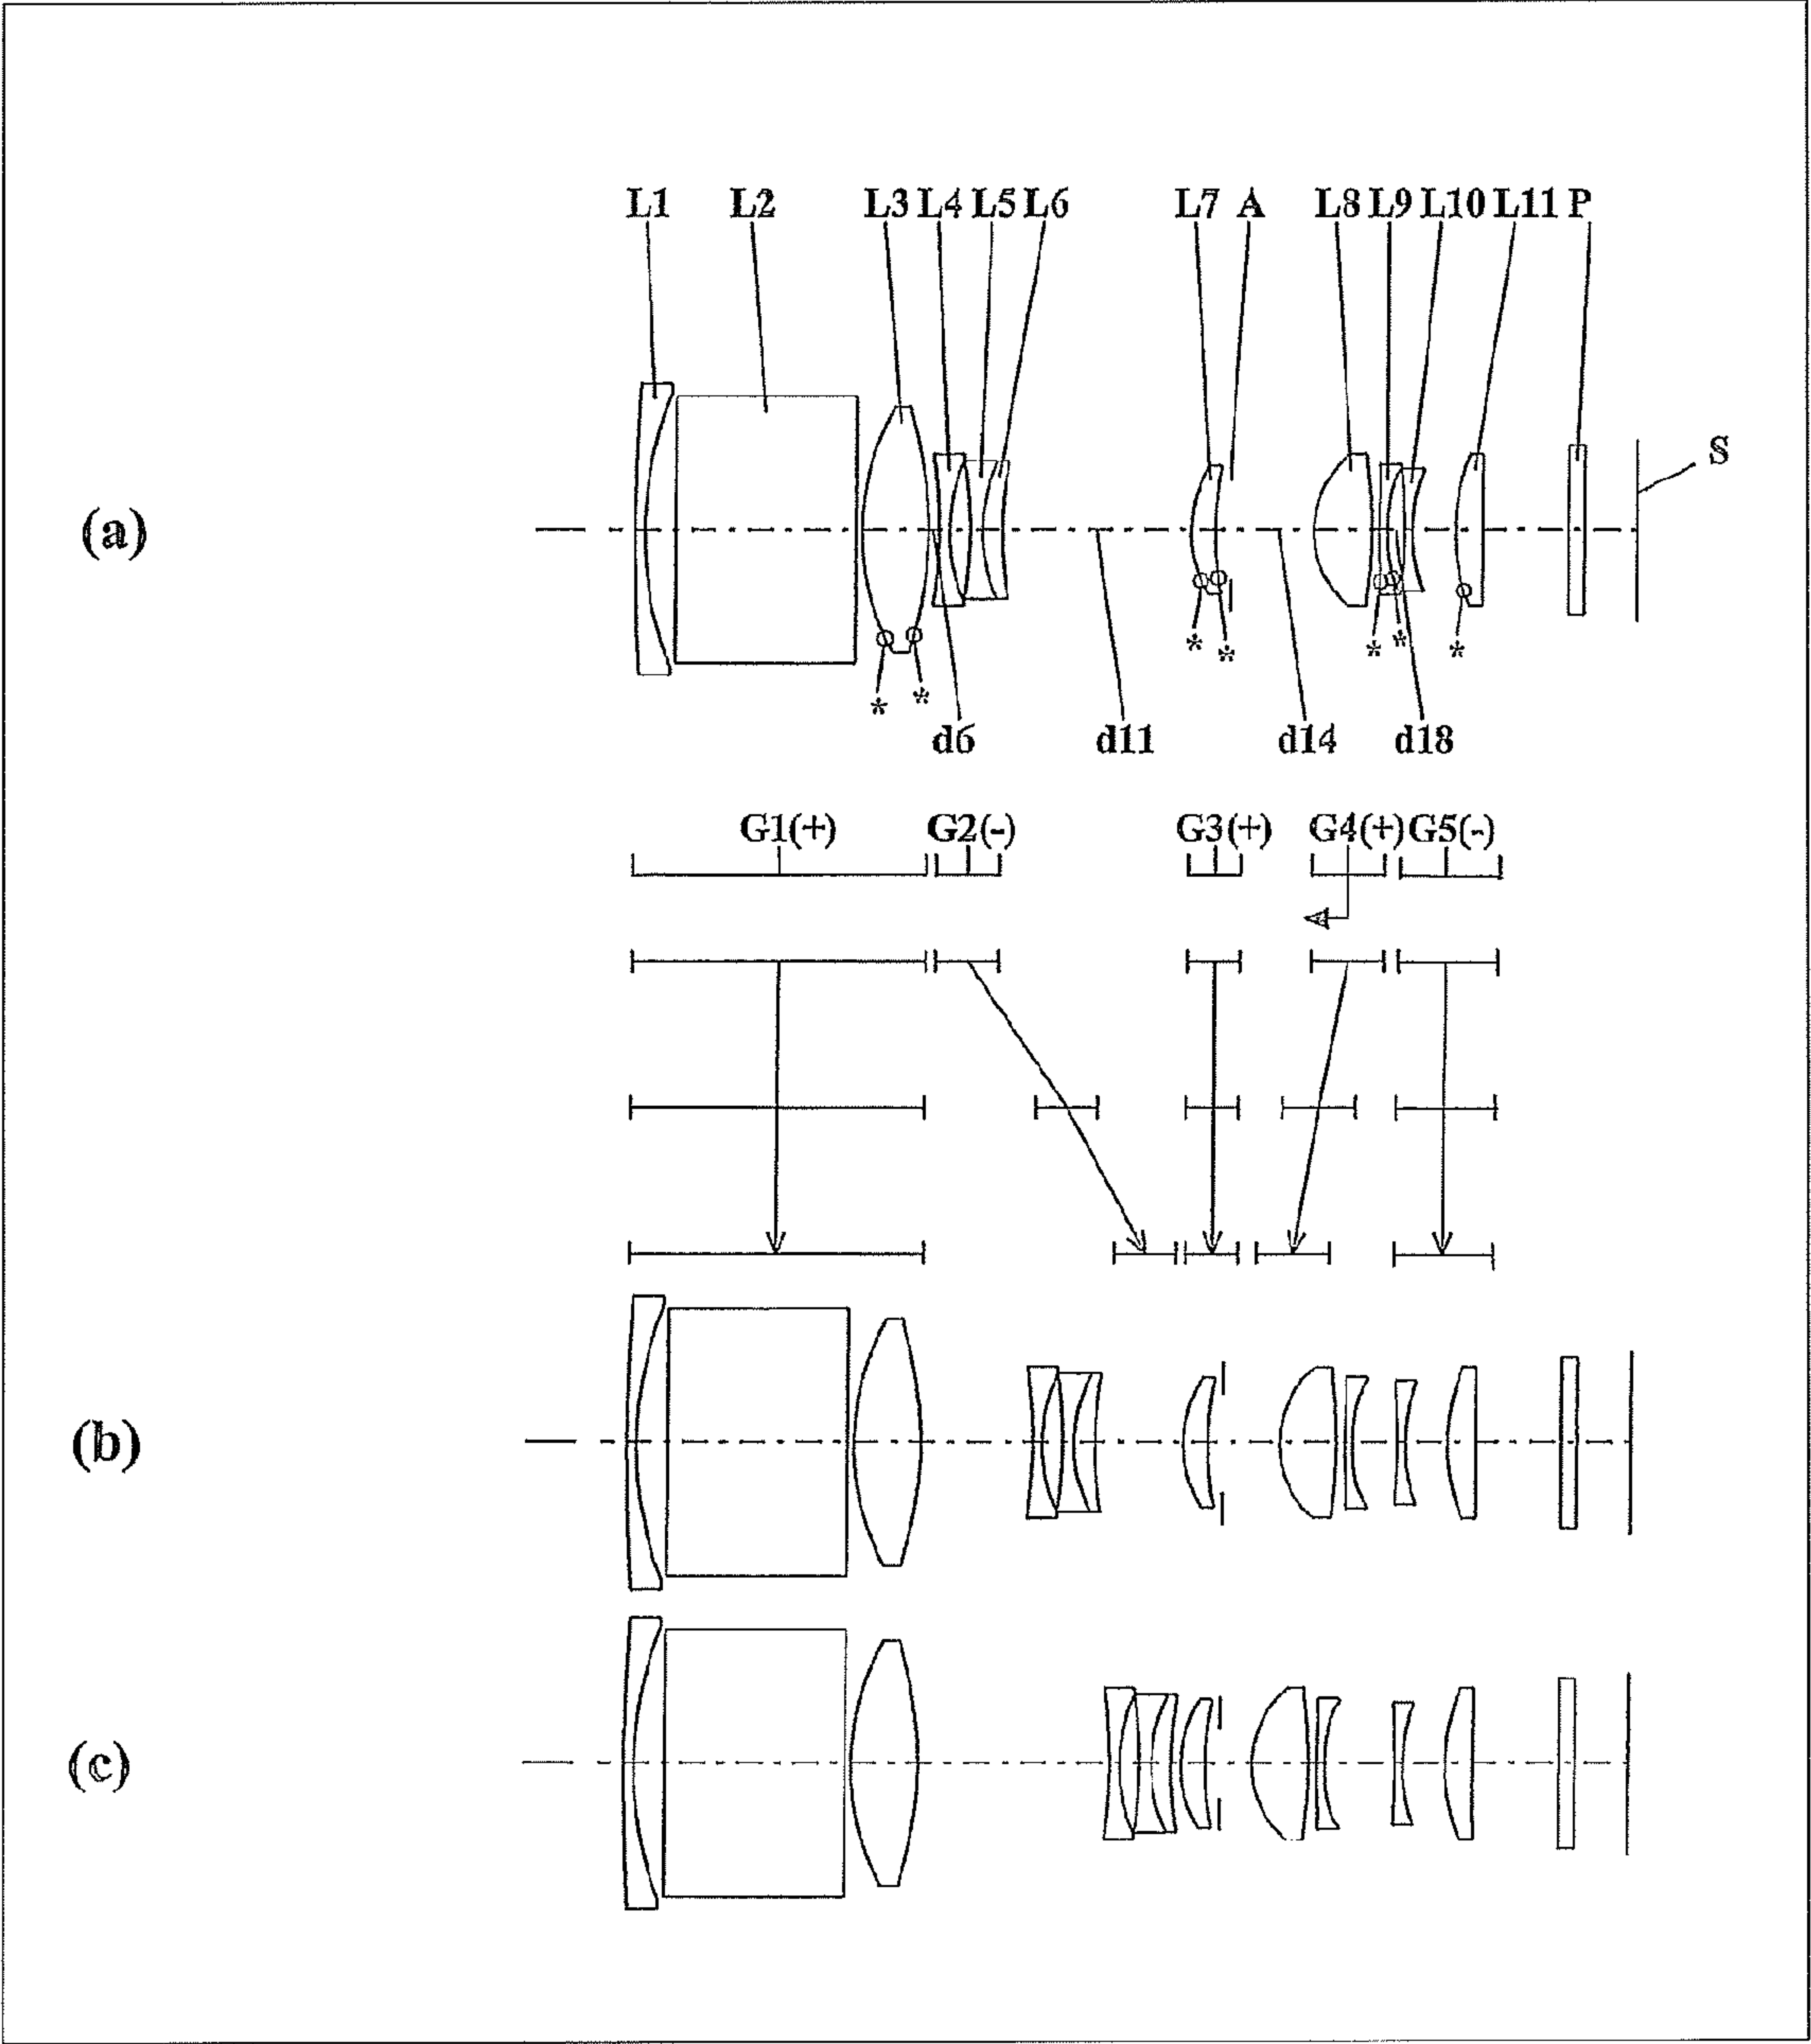 L1 L2 L3 L4 L5 L6 L7 A L8 L9 L10 L11 P
S
(a)
* * * * * * *
d6 d11 d14 d18
G1(+) G2(-) G3(+) G4(+) G5(-)
(b)
(c)